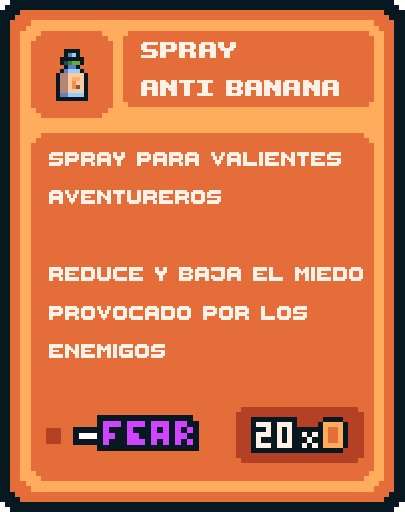 SPRAY
ANTI BANANA
SPRAY PARA VALIENTES
AVENTUREROS
REDUCE Y BAJA EL MIEDO
PROVOCADO POR LOS
ENEMIGOS
-FEAR 20x